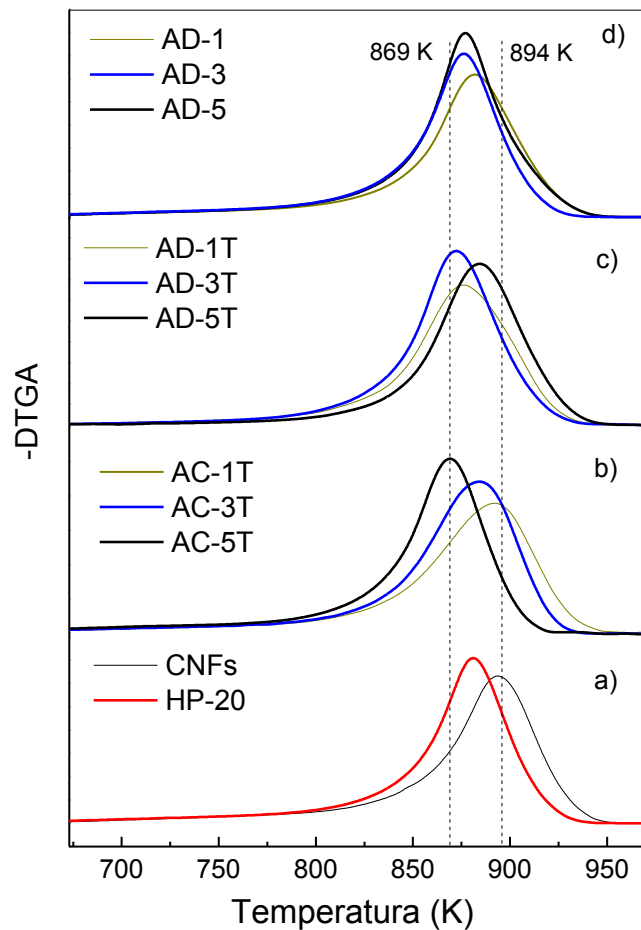 AD-1
AD-3
AD-5
869 K
894 K
d)
AD-1T
AD-3T
AD-5T
c)
-DTGA
AC-1T
AC-3T
AC-5T
b)
CNFs
HP-20
a)
700 750 800 850 900 950
Temperatura (K)